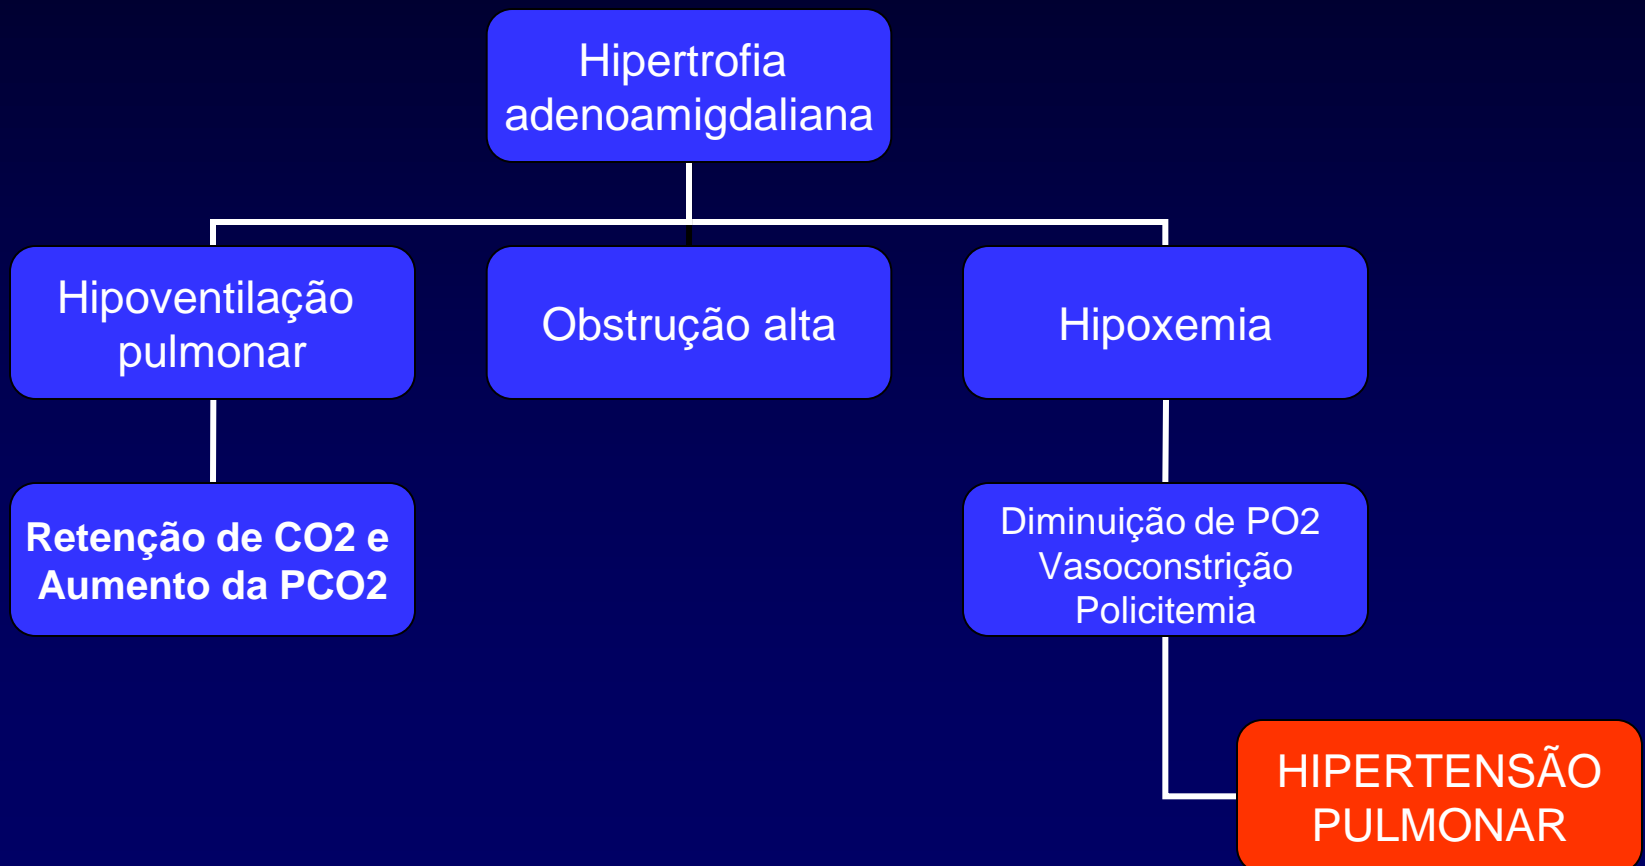 Hipertrofia
adenoamigdaliana
Hipoventilação
pulmonar
Obstrução alta
Hipoxemia
Retenção de CO2 e
Aumento da PCO2
Diminuição de PO2
Vasoconstrição
Policitemia
HIPERTENSÃO
PULMONAR